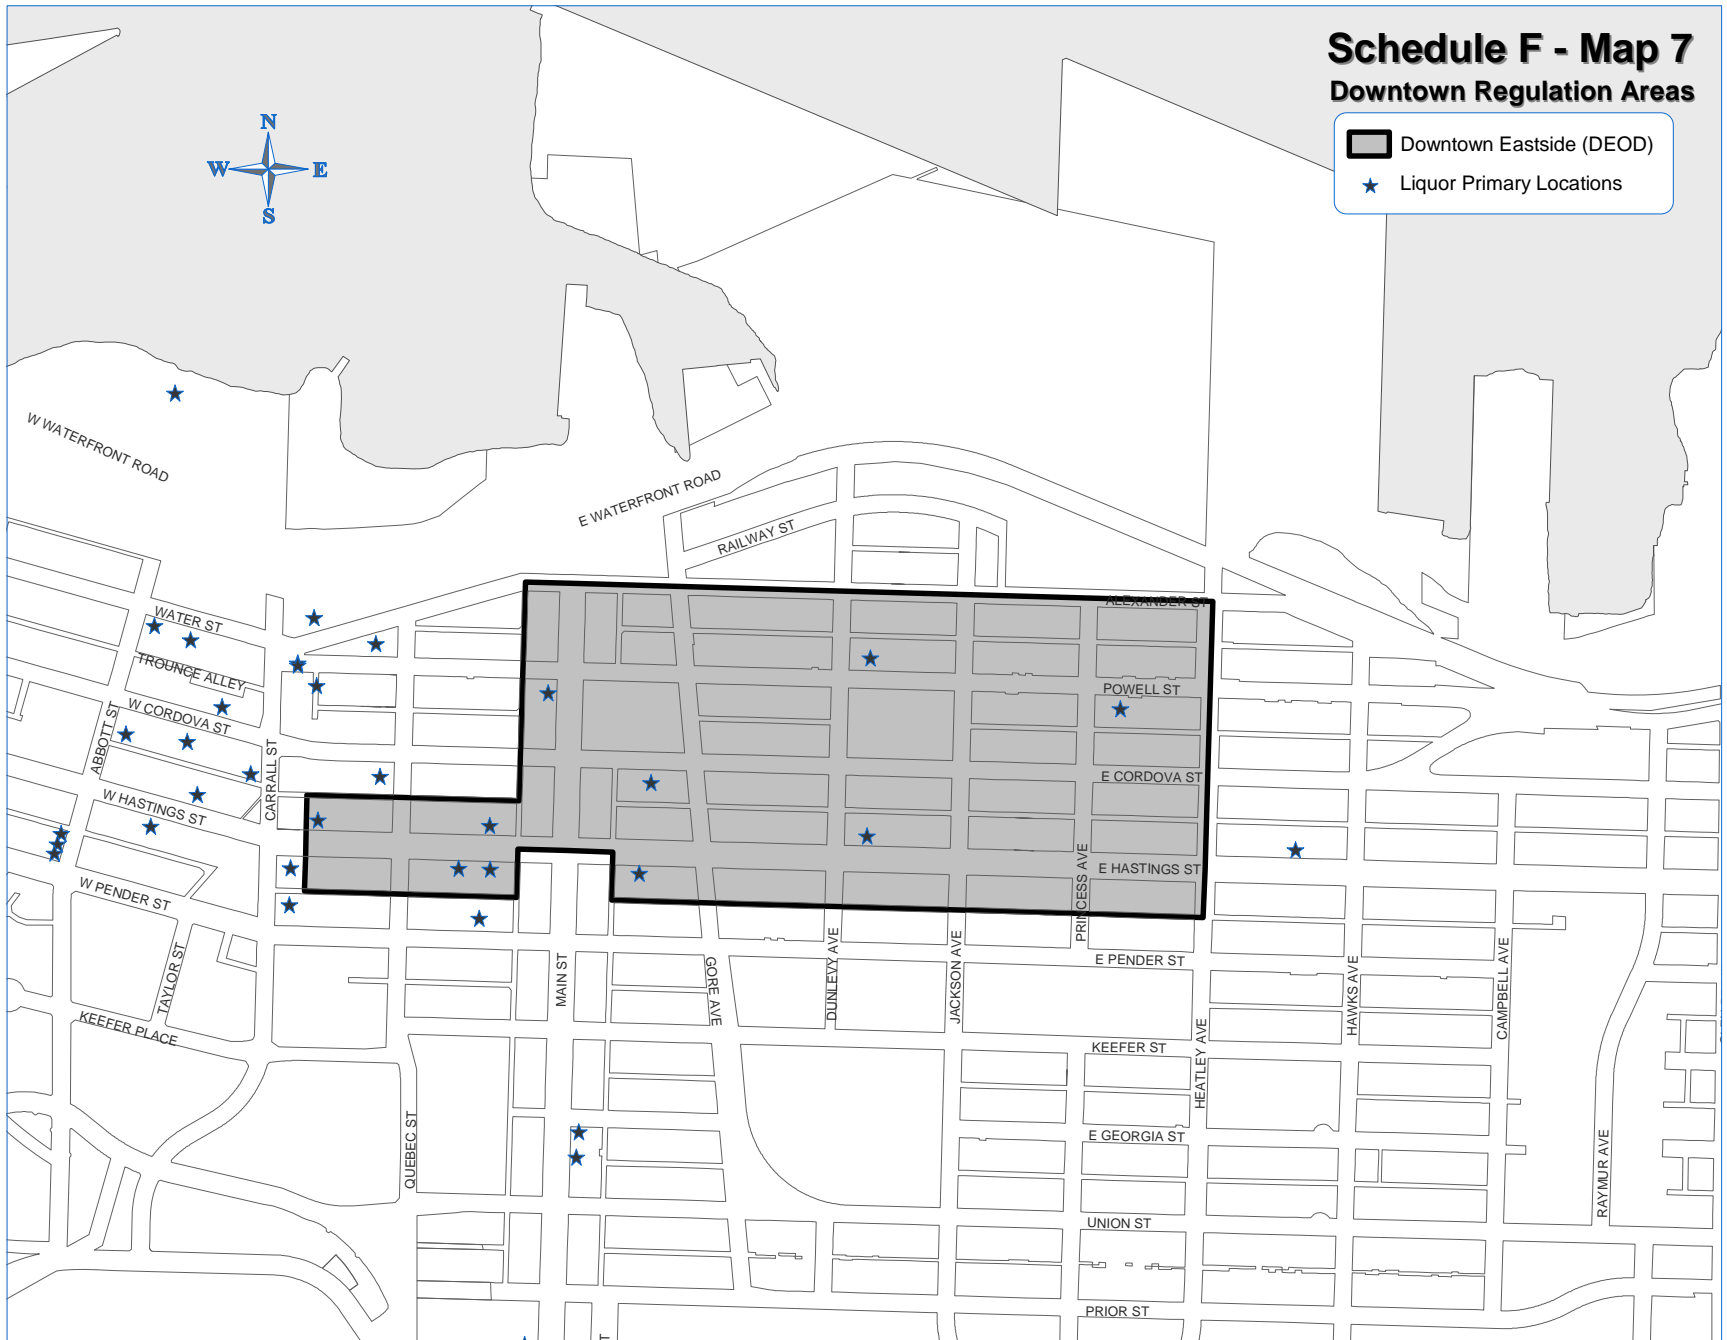 Schedule F - Map 7
Downtown Regulation Areas
Downtown Eastside (DEOD)
Liquor Primary Locations
N
W
E
S
W WATERFRONT ROAD
E WATERFRONT ROAD
RAILWAY ST
ALEXANDER ST
WATER ST
TROUNCE ALLEY
W CORDOVA ST
POWELL ST
ABBOTT ST
CARRALL ST
E CORDOVA ST
W HASTINGS ST
E HASTINGS ST
PRINCESS AVE
W PENDER ST
E PENDER ST
TAYLOR ST
MAIN ST
GORE AVE
DUNLEVY AVE
JACKSON AVE
HAWKS AVE
CAMPBELL AVE
KEEFER PLACE
KEEFER ST
HEATLEY AVE
QUEBEC ST
E GEORGIA ST
RAYMUR AVE
UNION ST
PRIOR ST